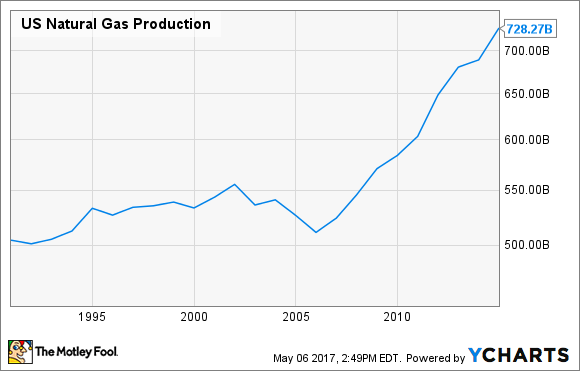 US Natural Gas Production
728.27B
700.00B
650.00B
600.00B
550.00B
500.00B
1995
2000
2005
2010
The Motley Fool.
May 06 2017, 2:49PM EDT. Powered by YCHARTS